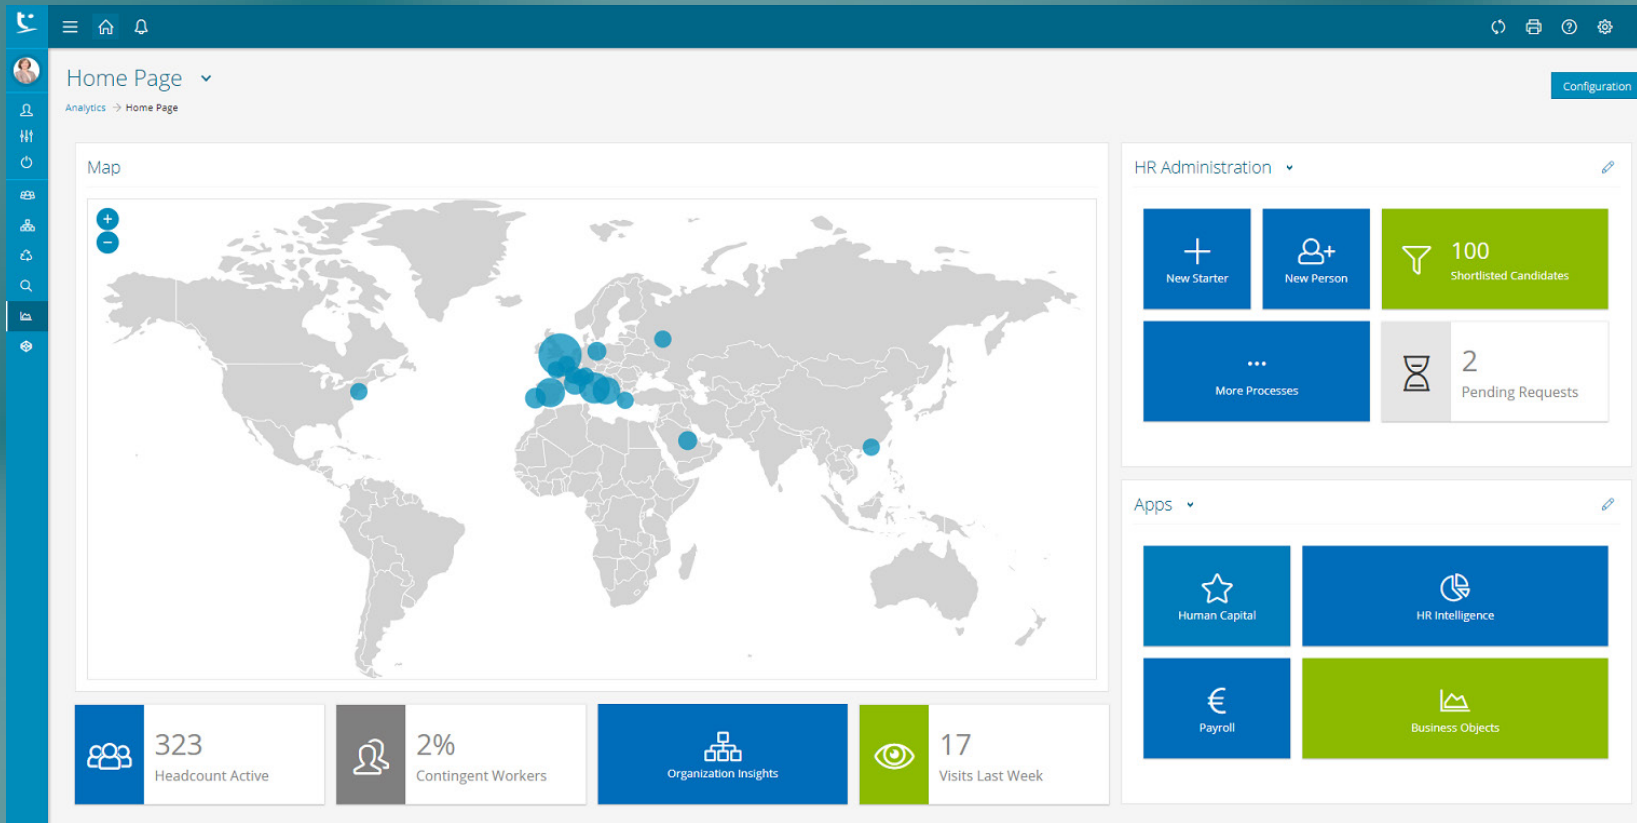 Home Page
Configuration
Analytics → Home Page
Map
+
−
HR Administration
New Starter
New Person
100
Shortlisted Candidates
...
More Processes
2
Pending Requests
Apps
Human Capital
HR Intelligence
€
Payroll
Business Objects
323
Headcount Active
2%
Contingent Workers
Organization Insights
17
Visits Last Week